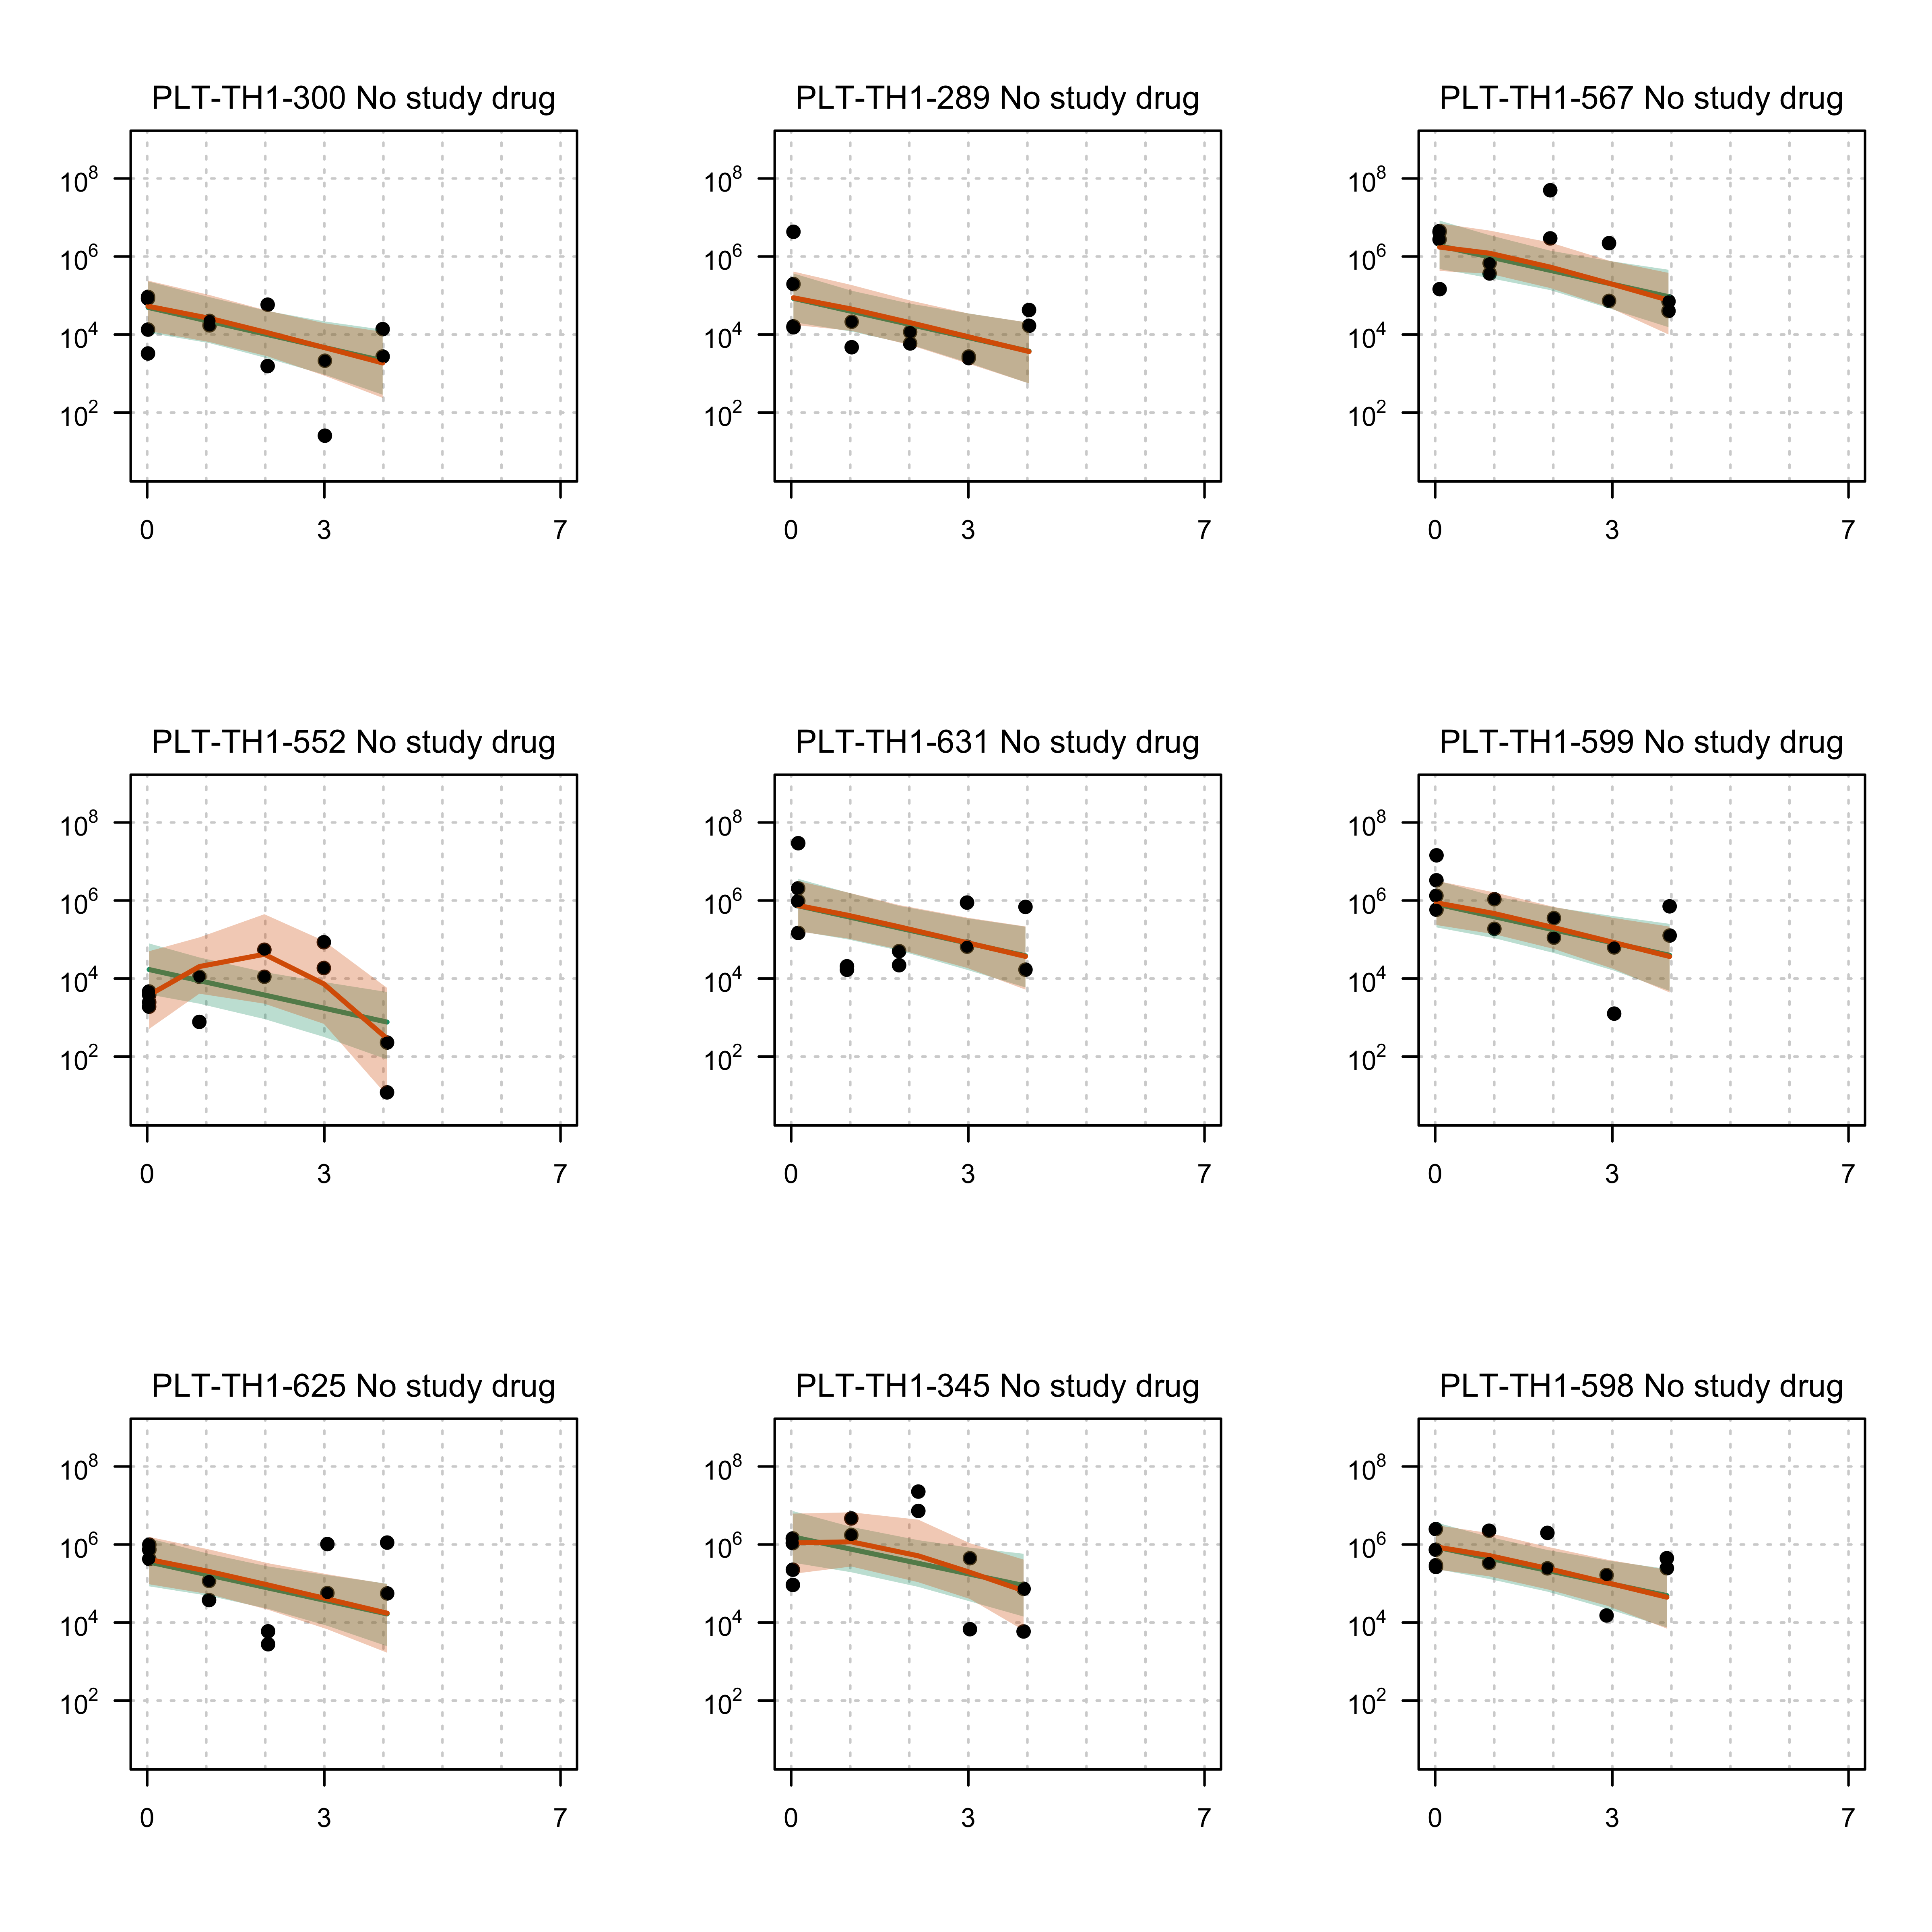 PLT-TH1-300 No study drug
10^8
10^6
10^4
10^2
0 3 7
PLT-TH1-289 No study drug
10^8
10^6
10^4
10^2
0 3 7
PLT-TH1-567 No study drug
10^8
10^6
10^4
10^2
0 3 7
PLT-TH1-552 No study drug
10^8
10^6
10^4
10^2
0 3 7
PLT-TH1-631 No study drug
10^8
10^6
10^4
10^2
0 3 7
PLT-TH1-599 No study drug
10^8
10^6
10^4
10^2
0 3 7
PLT-TH1-625 No study drug
10^8
10^6
10^4
10^2
0 3 7
PLT-TH1-345 No study drug
10^8
10^6
10^4
10^2
0 3 7
PLT-TH1-598 No study drug
10^8
10^6
10^4
10^2
0 3 7